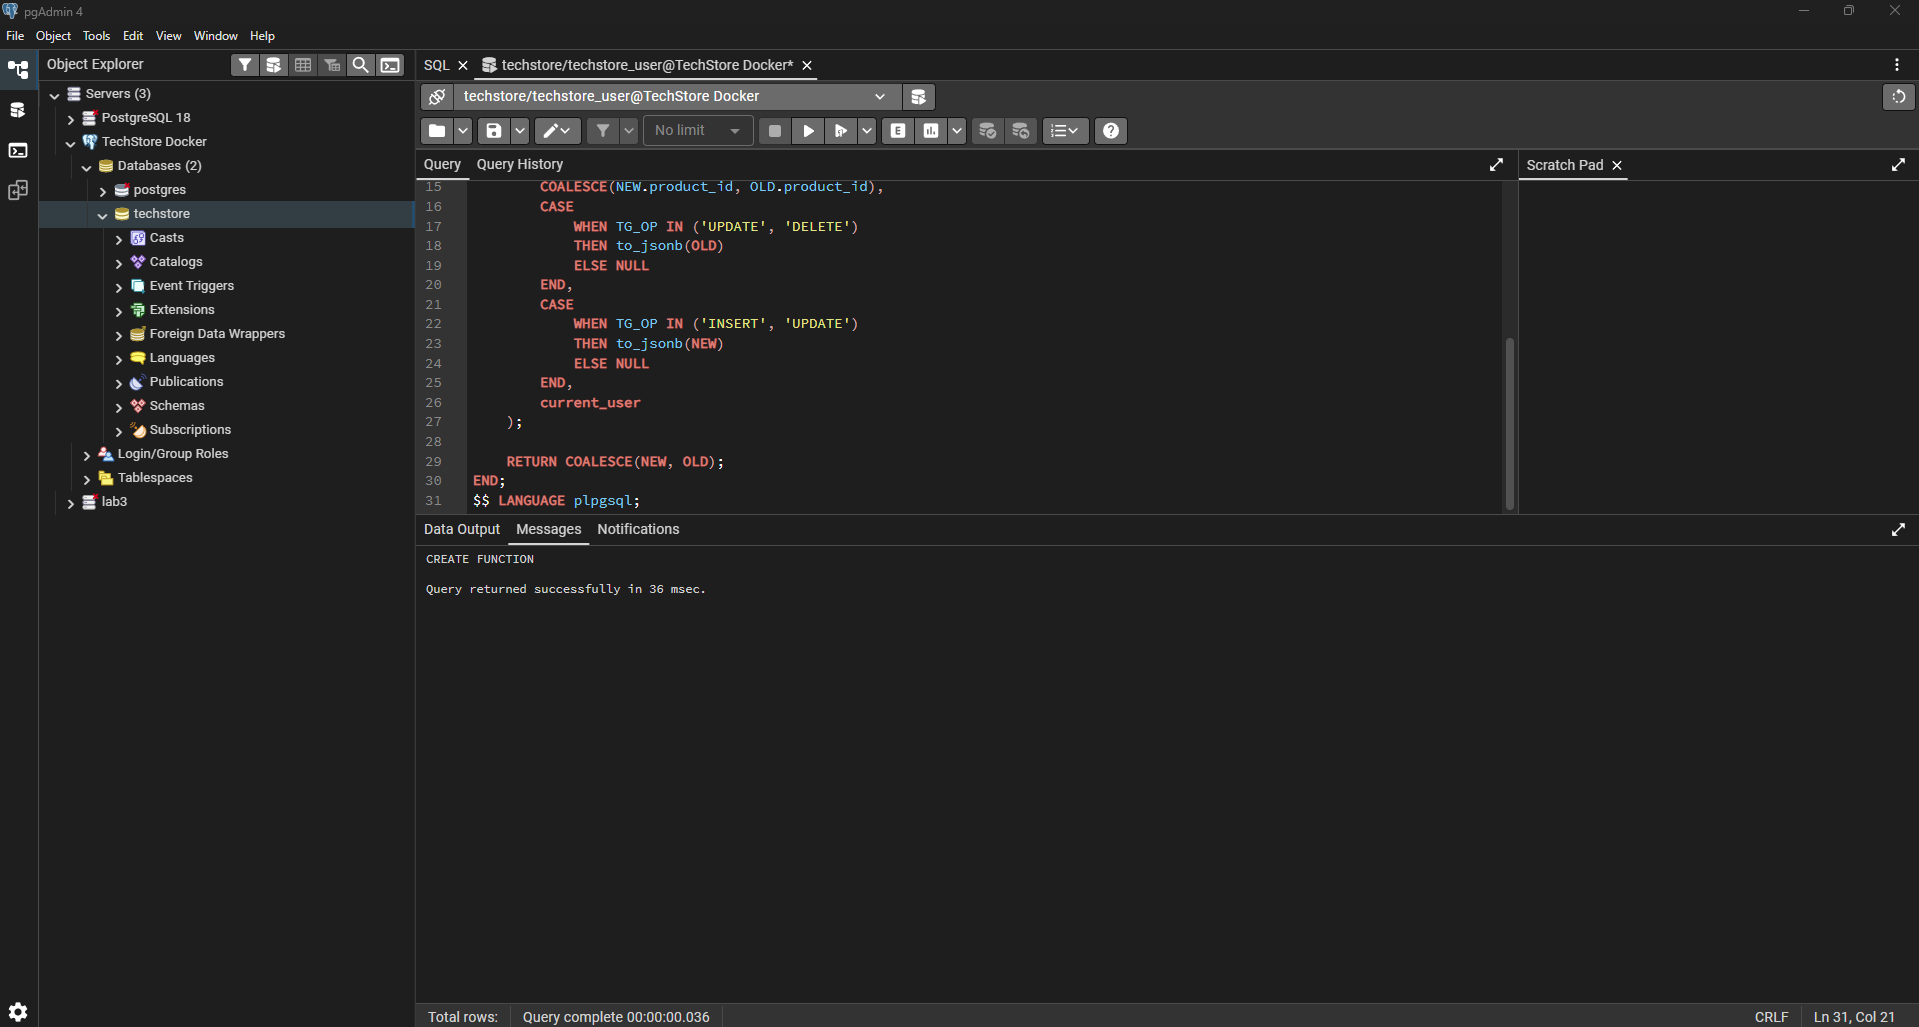 pgAdmin 4
File Object Tools Edit View Window Help
Object Explorer
Servers (3)
PostgreSQL 18
TechStore Docker
Databases (2)
postgres
techstore
Casts
Catalogs
Event Triggers
Extensions
Foreign Data Wrappers
Languages
Publications
Schemas
Subscriptions
Login/Group Roles
Tablespaces
lab3
SQL techstore/techstore_user@TechStore Docker*
techstore/techstore_user@TechStore Docker
No limit
Query Query History
15 COALESCE(NEW.product_id, OLD.product_id),
16 CASE
17 WHEN TG_OP IN ('UPDATE', 'DELETE')
18 THEN to_jsonb(OLD)
19 ELSE NULL
20 END,
21 CASE
22 WHEN TG_OP IN ('INSERT', 'UPDATE')
23 THEN to_jsonb(NEW)
24 ELSE NULL
25 END,
26 current_user
27 );
28
29 RETURN COALESCE(NEW, OLD);
30 END;
31 $$ LANGUAGE plpgsql;
Scratch Pad
Data Output Messages Notifications
CREATE FUNCTION
Query returned successfully in 36 msec.
Total rows: Query complete 00:00:00.036 CRLF Ln 31, Col 21